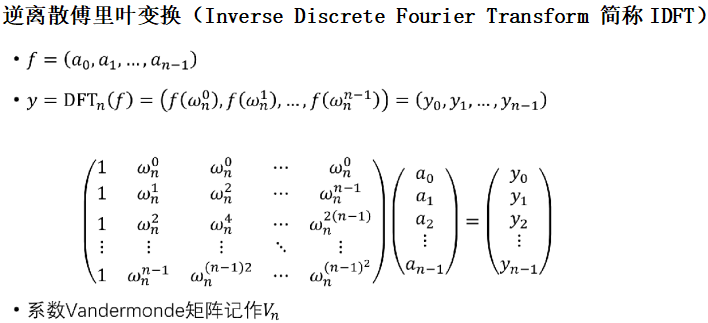 逆离散傅里叶变换（Inverse Discrete Fourier Transform 简称 IDFT）
• f = (a₀, a₁, …, aₙ₋₁)
• y = DFTₙ(f) = (f(ωₙ⁰), f(ωₙ¹), …, f(ωₙⁿ⁻¹)) = (y₀, y₁, …, yₙ₋₁)
1 ωₙ⁰ ωₙ⁰ ⋯ ωₙ⁰ a₀ y₀
1 ωₙ¹ ωₙ² ⋯ ωₙⁿ⁻¹ a₁ y₁
1 ωₙ² ωₙ⁴ ⋯ ωₙ²⁽ⁿ⁻¹⁾ a₂ = y₂
⋮ ⋮ ⋮ ⋱ ⋮ ⋮ ⋮
1 ωₙⁿ⁻¹ ωₙ⁽ⁿ⁻¹⁾² ⋯ ωₙ^(n−1)² aₙ₋₁ yₙ₋₁
• 系数Vandermonde矩阵记作Vₙ